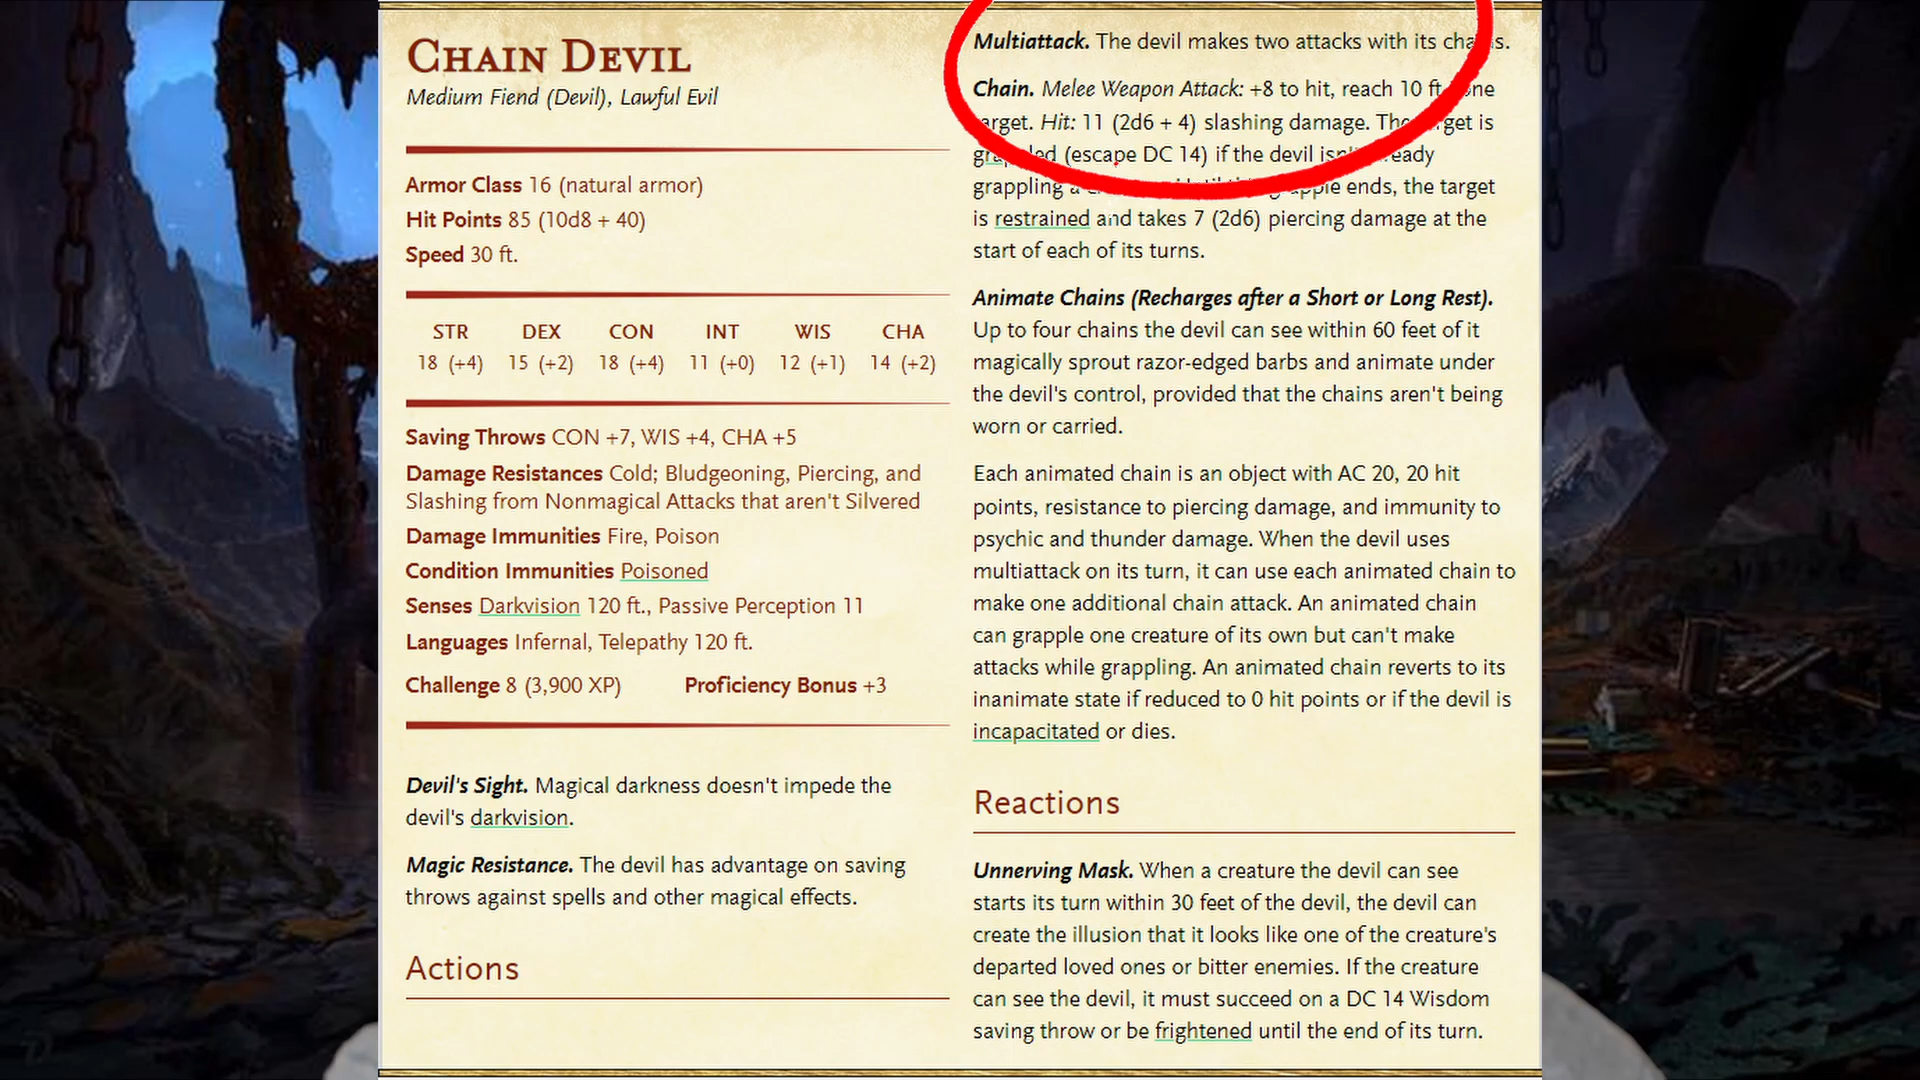 Chain Devil
Medium Fiend (Devil), Lawful Evil
Armor Class 16 (natural armor)
Hit Points 85 (10d8 + 40)
Speed 30 ft.
STR DEX CON INT WIS CHA
18 (+4) 15 (+2) 18 (+4) 11 (+0) 12 (+1) 14 (+2)
Saving Throws CON +7, WIS +4, CHA +5
Damage Resistances Cold; Bludgeoning, Piercing, and
Slashing from Nonmagical Attacks that aren't Silvered
Damage Immunities Fire, Poison
Condition Immunities Poisoned
Senses Darkvision 120 ft., Passive Perception 11
Languages Infernal, Telepathy 120 ft.
Challenge 8 (3,900 XP) Proficiency Bonus +3
Devil's Sight. Magical darkness doesn't impede the
devil's darkvision.
Magic Resistance. The devil has advantage on saving
throws against spells and other magical effects.
Actions
Multiattack. The devil makes two attacks with its chains.
Chain. Melee Weapon Attack: +8 to hit, reach 10 ft., one
target. Hit: 11 (2d6 + 4) slashing damage. The target is
grappled (escape DC 14) if the devil isn't already
grappling a ends, the target
is restrained and takes 7 (2d6) piercing damage at the
start of each of its turns.
Animate Chains (Recharges after a Short or Long Rest).
Up to four chains the devil can see within 60 feet of it
magically sprout razor-edged barbs and animate under
the devil's control, provided that the chains aren't being
worn or carried.
Each animated chain is an object with AC 20, 20 hit
points, resistance to piercing damage, and immunity to
psychic and thunder damage. When the devil uses
multiattack on its turn, it can use each animated chain to
make one additional chain attack. An animated chain
can grapple one creature of its own but can't make
attacks while grappling. An animated chain reverts to its
inanimate state if reduced to 0 hit points or if the devil is
incapacitated or dies.
Reactions
Unnerving Mask. When a creature the devil can see
starts its turn within 30 feet of the devil, the devil can
create the illusion that it looks like one of the creature's
departed loved ones or bitter enemies. If the creature
can see the devil, it must succeed on a DC 14 Wisdom
saving throw or be frightened until the end of its turn.